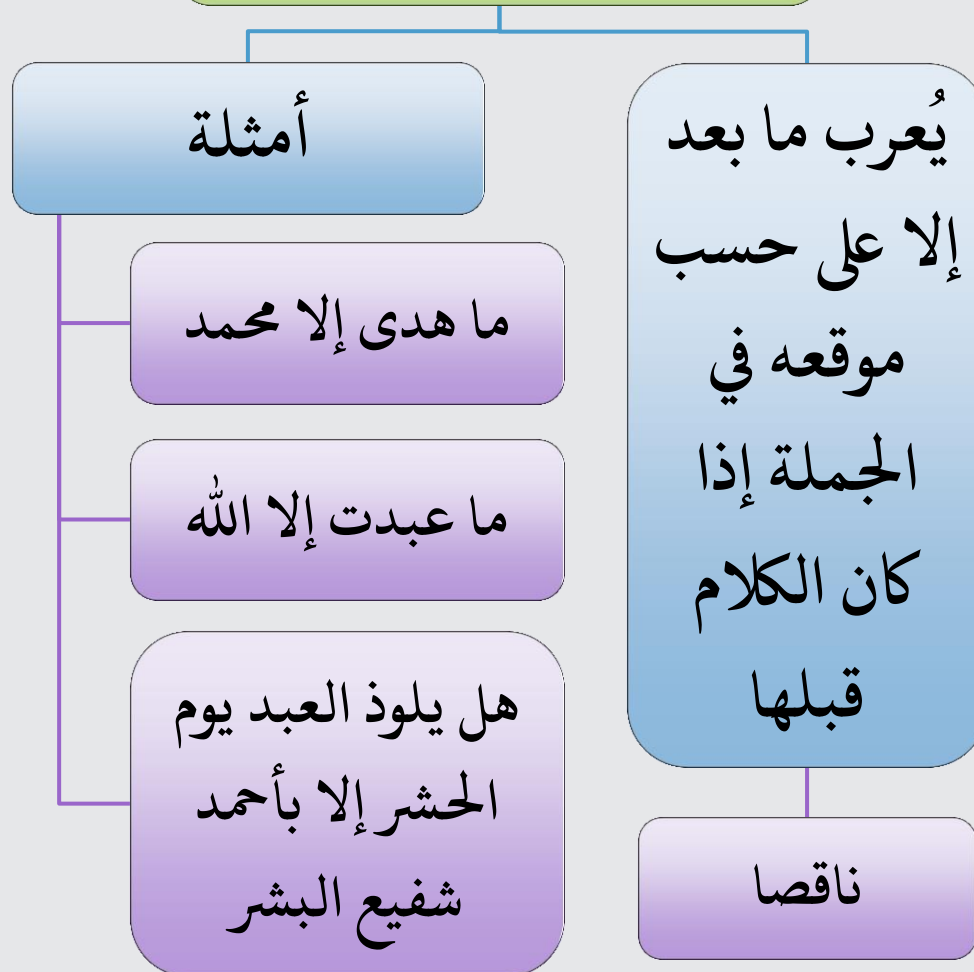 يُعرب ما بعد
إلا على حسب
موقعه في
الجملة إذا
كان الكلام
قبلها
ناقصا
أمثلة
ما هدى إلا محمد
ما عبدت إلا الله
هل يلوذ العبد يوم
الحشر إلا بأحمد
شفيع البشر